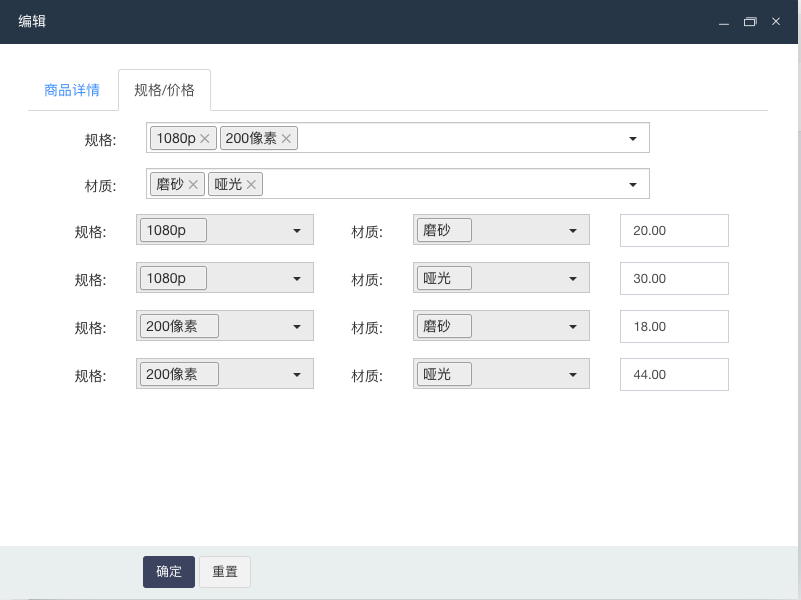 编辑
商品详情 规格/价格
规格: 1080p 200像素
材质: 磨砂 哑光
规格: 1080p 材质: 磨砂 20.00
规格: 1080p 材质: 哑光 30.00
规格: 200像素 材质: 磨砂 18.00
规格: 200像素 材质: 哑光 44.00
确定 重置